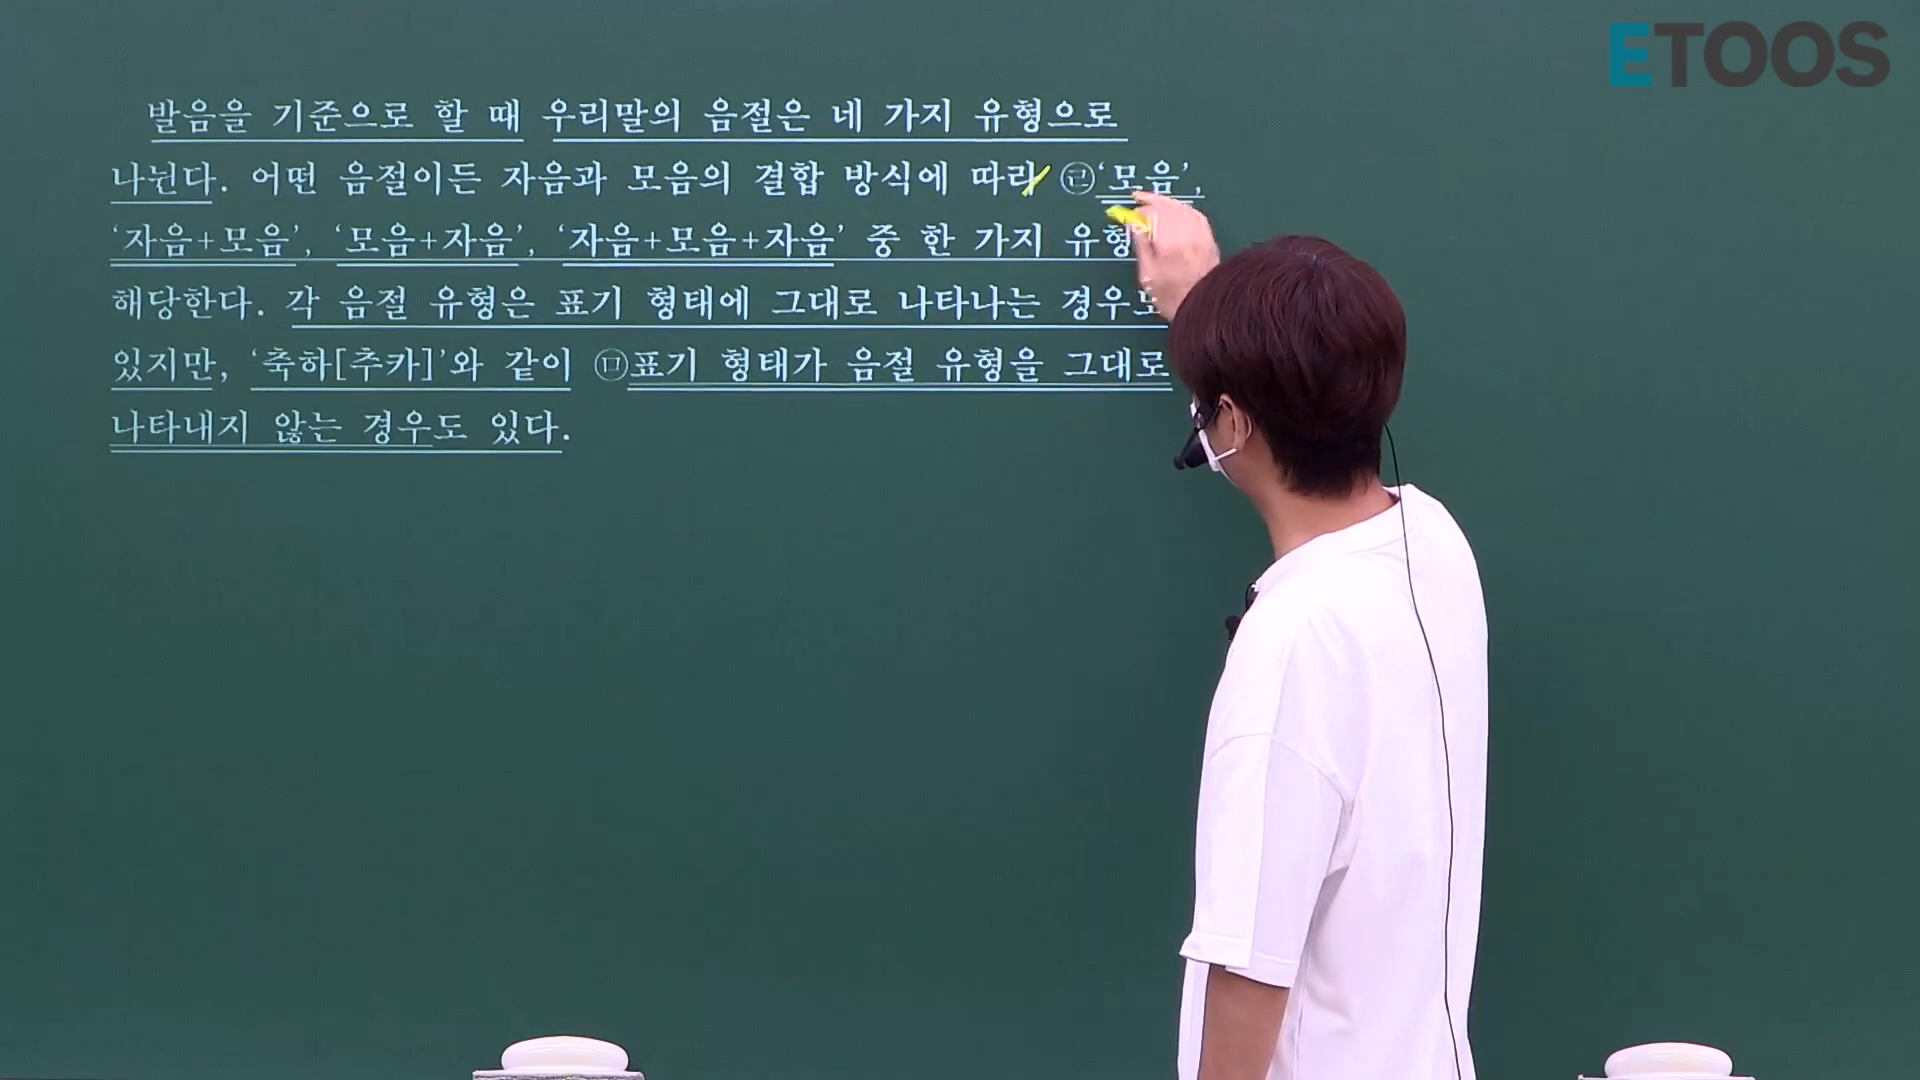 ETOOS
발음을 기준으로 할 때 우리말의 음절은 네 가지 유형으로
나뉜다. 어떤 음절이든 자음과 모음의 결합 방식에 따라 ㉣‘모음’,
‘자음+모음’, ‘모음+자음’, ‘자음+모음+자음’ 중 한 가지 유형
해당한다. 각 음절 유형은 표기 형태에 그대로 나타나는 경우도
있지만, ‘축하[추카]’와 같이 ㉤표기 형태가 음절 유형을 그대로
나타내지 않는 경우도 있다.